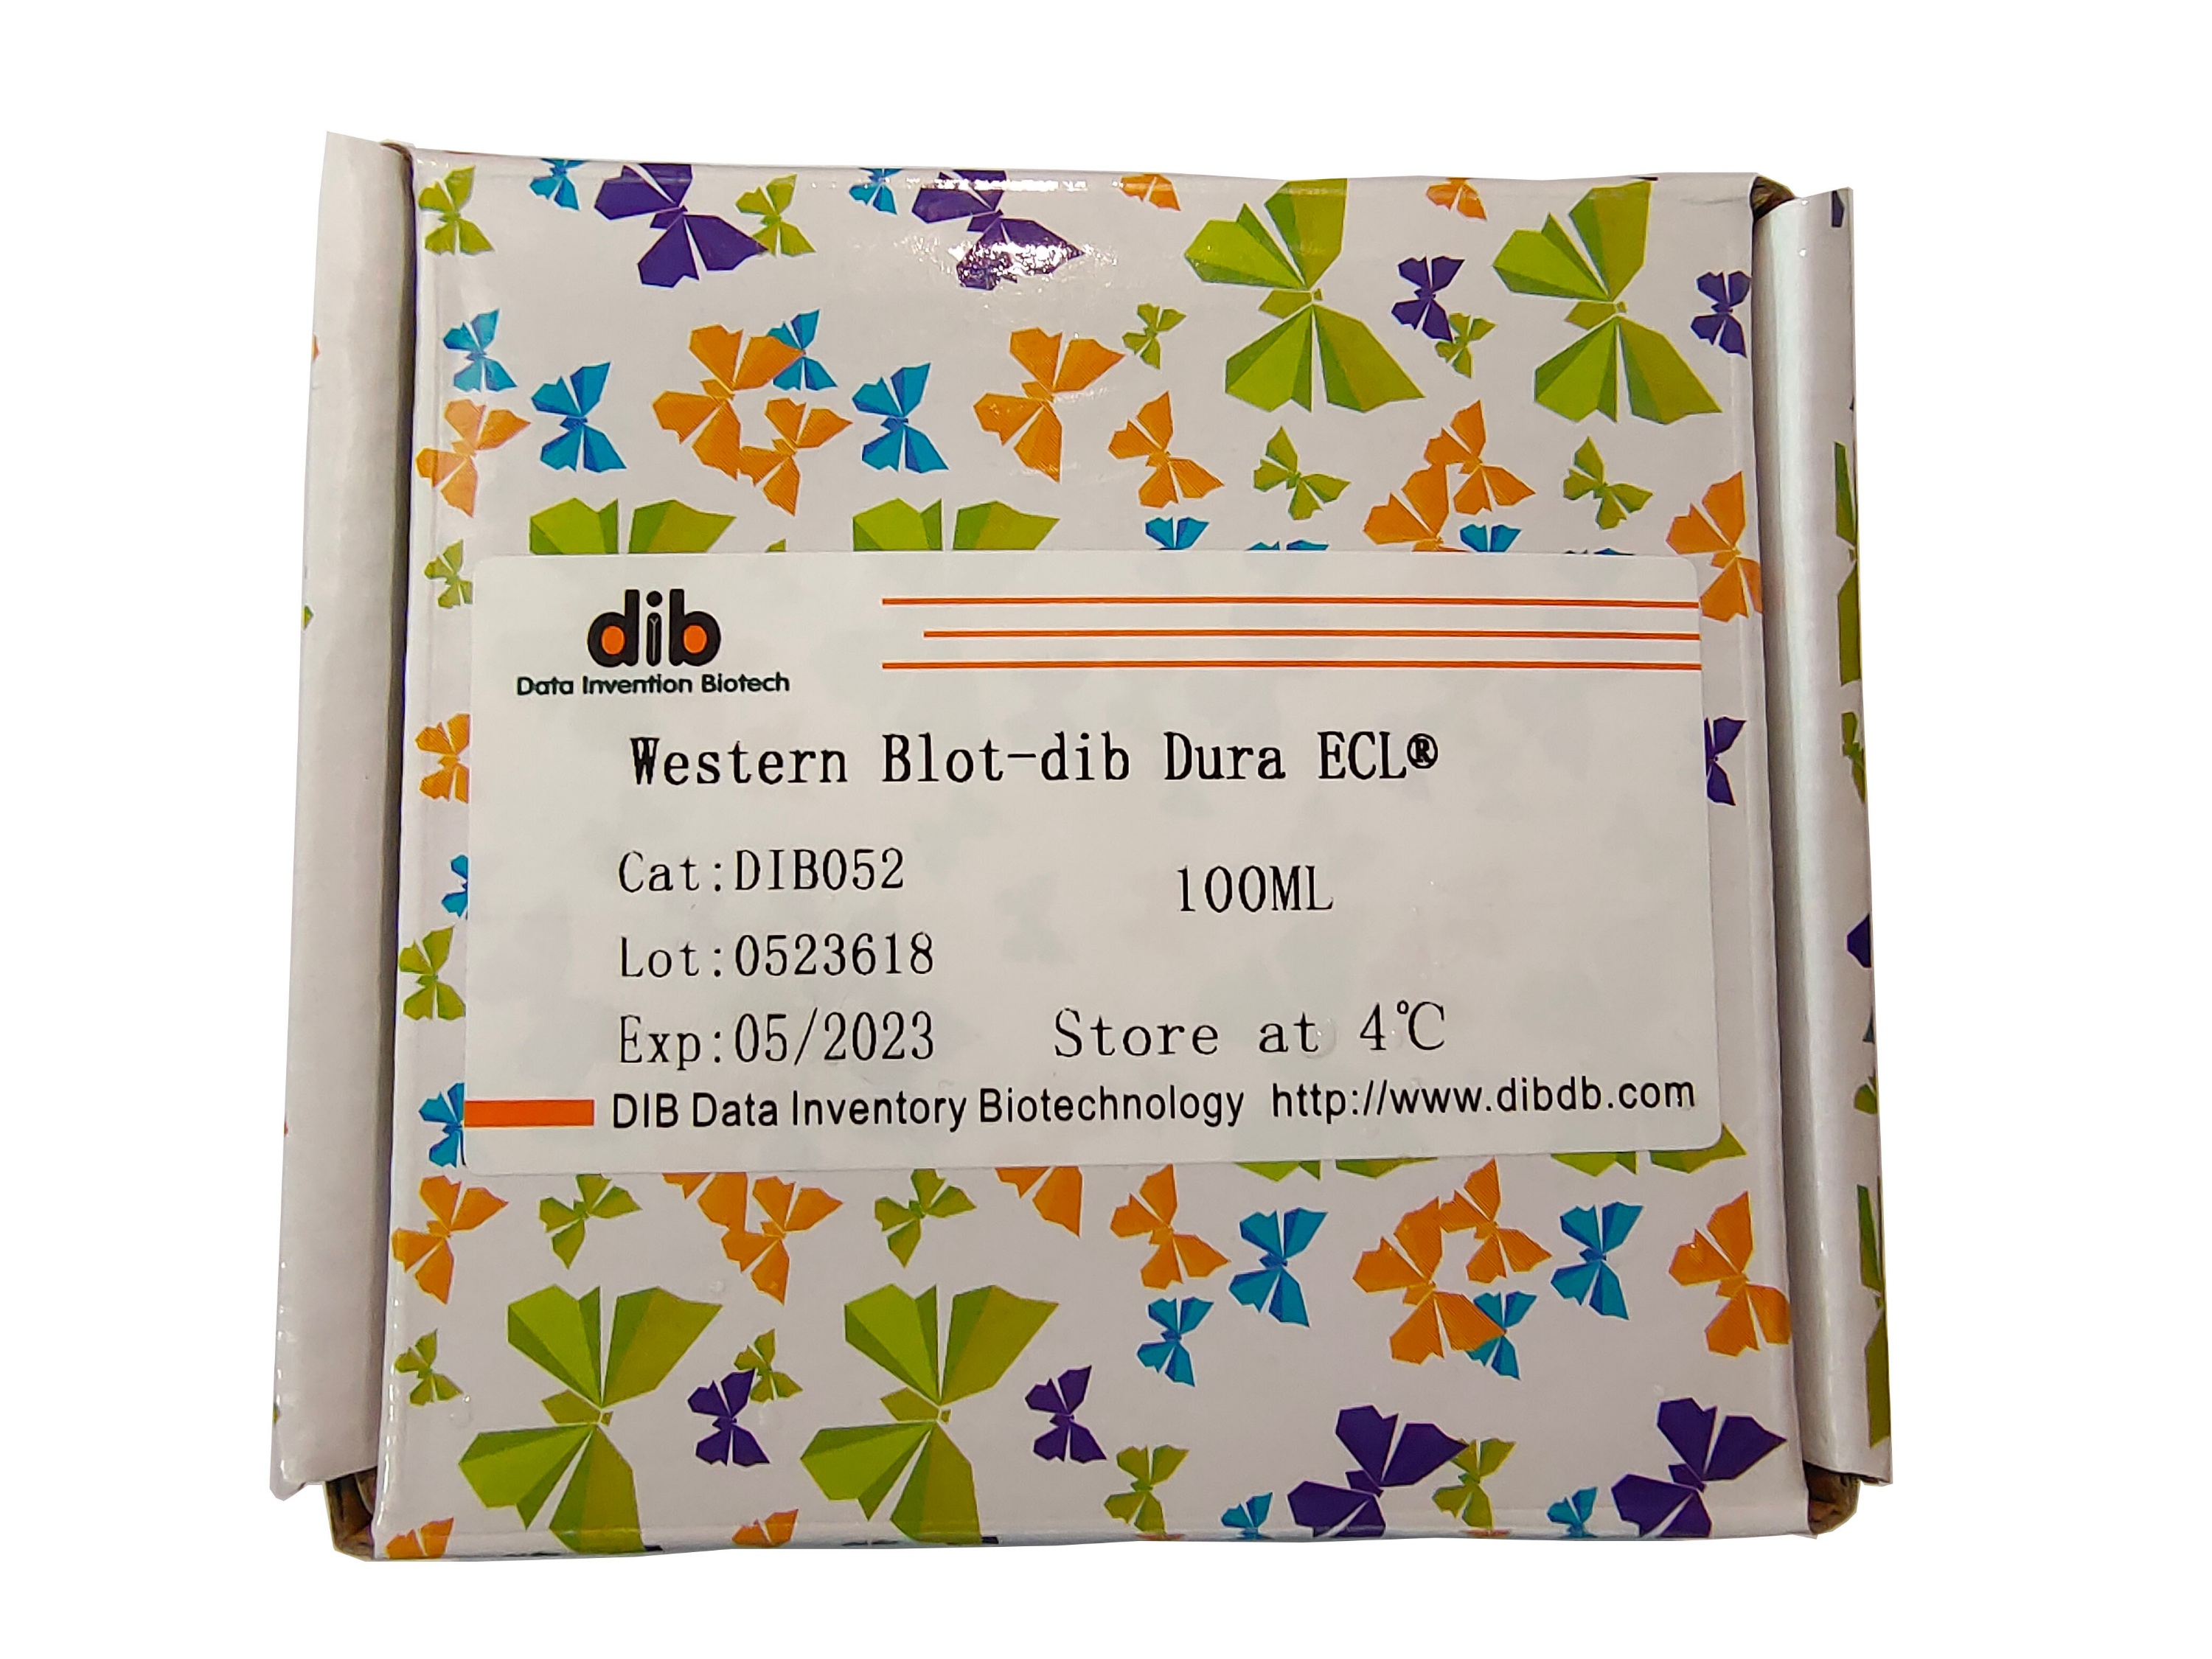 dib
Data Invention Biotech
Western Blot-dib Dura ECL®
Cat:DIB052
100ML
Lot:0523618
Exp:05/2023
Store at 4℃
DIB Data Inventory Biotechnology http://www.dibdb.com